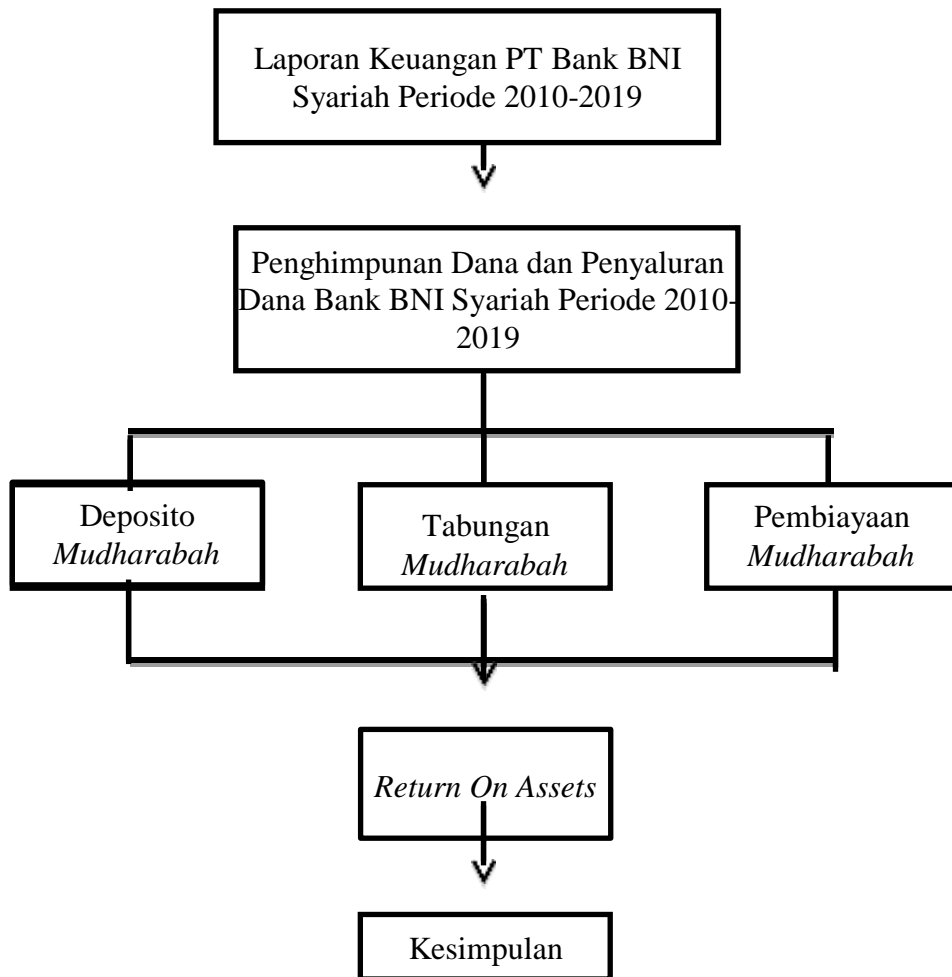 Laporan Keuangan PT Bank BNI
Syariah Periode 2010-2019
Penghimpunan Dana dan Penyaluran
Dana Bank BNI Syariah Periode 2010-
2019
Deposito
Mudharabah
Tabungan
Mudharabah
Pembiayaan
Mudharabah
Return On Assets
Kesimpulan